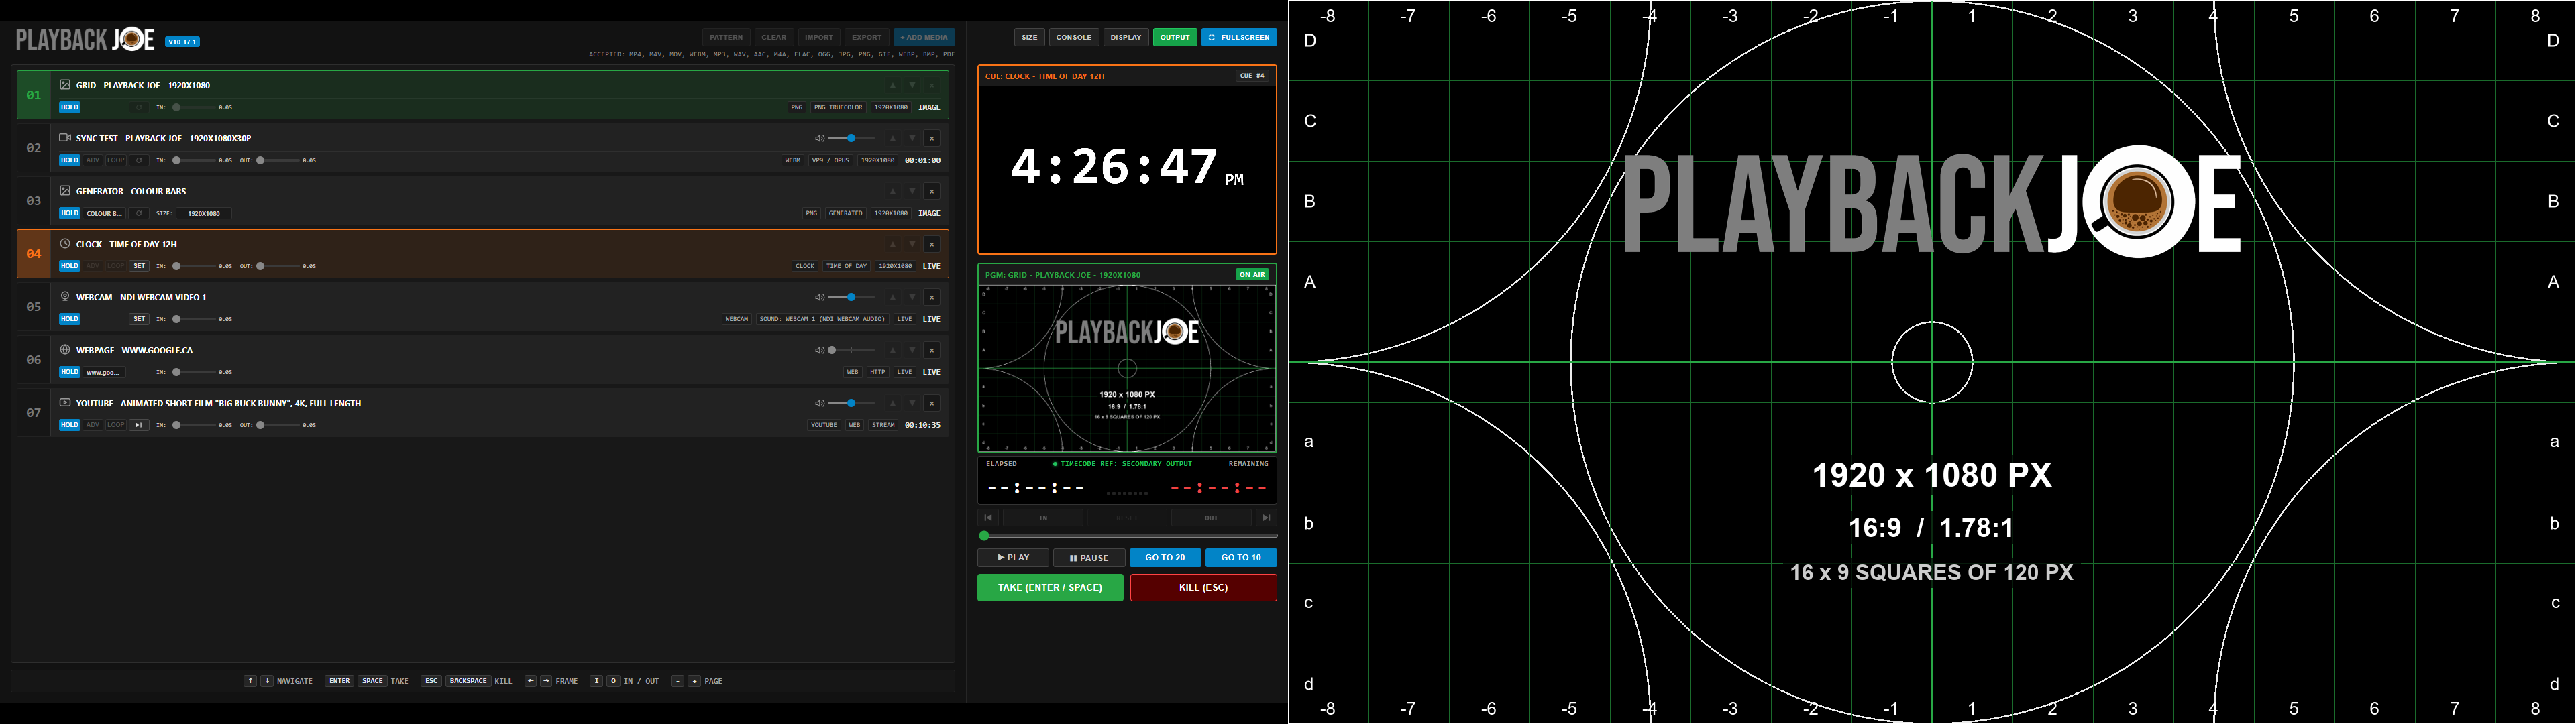 PLAYBACK JOE V10.37.1
PATTERN CLEAR IMPORT EXPORT + ADD MEDIA
ACCEPTED: MP4, M4V, MOV, WEBM, MP3, WAV, AAC, M4A, FLAC, OGG, JPG, PNG, GIF, WEBP, BMP, PDF
01 GRID - PLAYBACK JOE - 1920X1080
HOLD IN: 0.0S PNG PNG TRUECOLOR 1920X1080 IMAGE
02 SYNC TEST - PLAYBACK JOE - 1920X1080X30P
HOLD ADV LOOP IN: 0.0S OUT: 0.0S WEBM VP9 / OPUS 1920X1080 00:01:00
03 GENERATOR - COLOUR BARS
HOLD COLOUR B... SIZE: 1920X1080 PNG GENERATED 1920X1080 IMAGE
04 CLOCK - TIME OF DAY 12H
HOLD ADV LOOP SET IN: 0.0S OUT: 0.0S CLOCK TIME OF DAY 1920X1080 LIVE
05 WEBCAM - NDI WEBCAM VIDEO 1
HOLD SET IN: 0.0S WEBCAM SOUND: WEBCAM 1 (NDI WEBCAM AUDIO) LIVE LIVE
06 WEBPAGE - WWW.GOOGLE.CA
HOLD www.goo... IN: 0.0S WEB HTTP LIVE LIVE
07 YOUTUBE - ANIMATED SHORT FILM "BIG BUCK BUNNY", 4K, FULL LENGTH
HOLD ADV LOOP IN: 0.0S OUT: 0.0S YOUTUBE WEB STREAM 00:10:35
NAVIGATE ENTER SPACE TAKE ESC BACKSPACE KILL FRAME I O IN / OUT - + PAGE
SIZE CONSOLE DISPLAY OUTPUT FULLSCREEN
CUE: CLOCK - TIME OF DAY 12H CUE #4
4:26:47 PM
PGM: GRID - PLAYBACK JOE - 1920X1080 ON AIR
PLAYBACKJOE
1920 x 1080 PX
16:9 / 1.78:1
16 x 9 SQUARES OF 120 PX
ELAPSED TIMECODE REF: SECONDARY OUTPUT REMAINING
--:--:-- --:--:--
IN RESET OUT
PLAY PAUSE GO TO 20 GO TO 10
TAKE (ENTER / SPACE) KILL (ESC)
-8 -7 -6 -5 -4 -3 -2 -1 1 2 3 4 5 6 7 8
D D
C C
PLAYBACKJOE
B B
A A
a a
1920 x 1080 PX
b b
16:9 / 1.78:1
16 x 9 SQUARES OF 120 PX
c c
d d
-8 -7 -6 -5 -4 -3 -2 -1 1 2 3 4 5 6 7 8